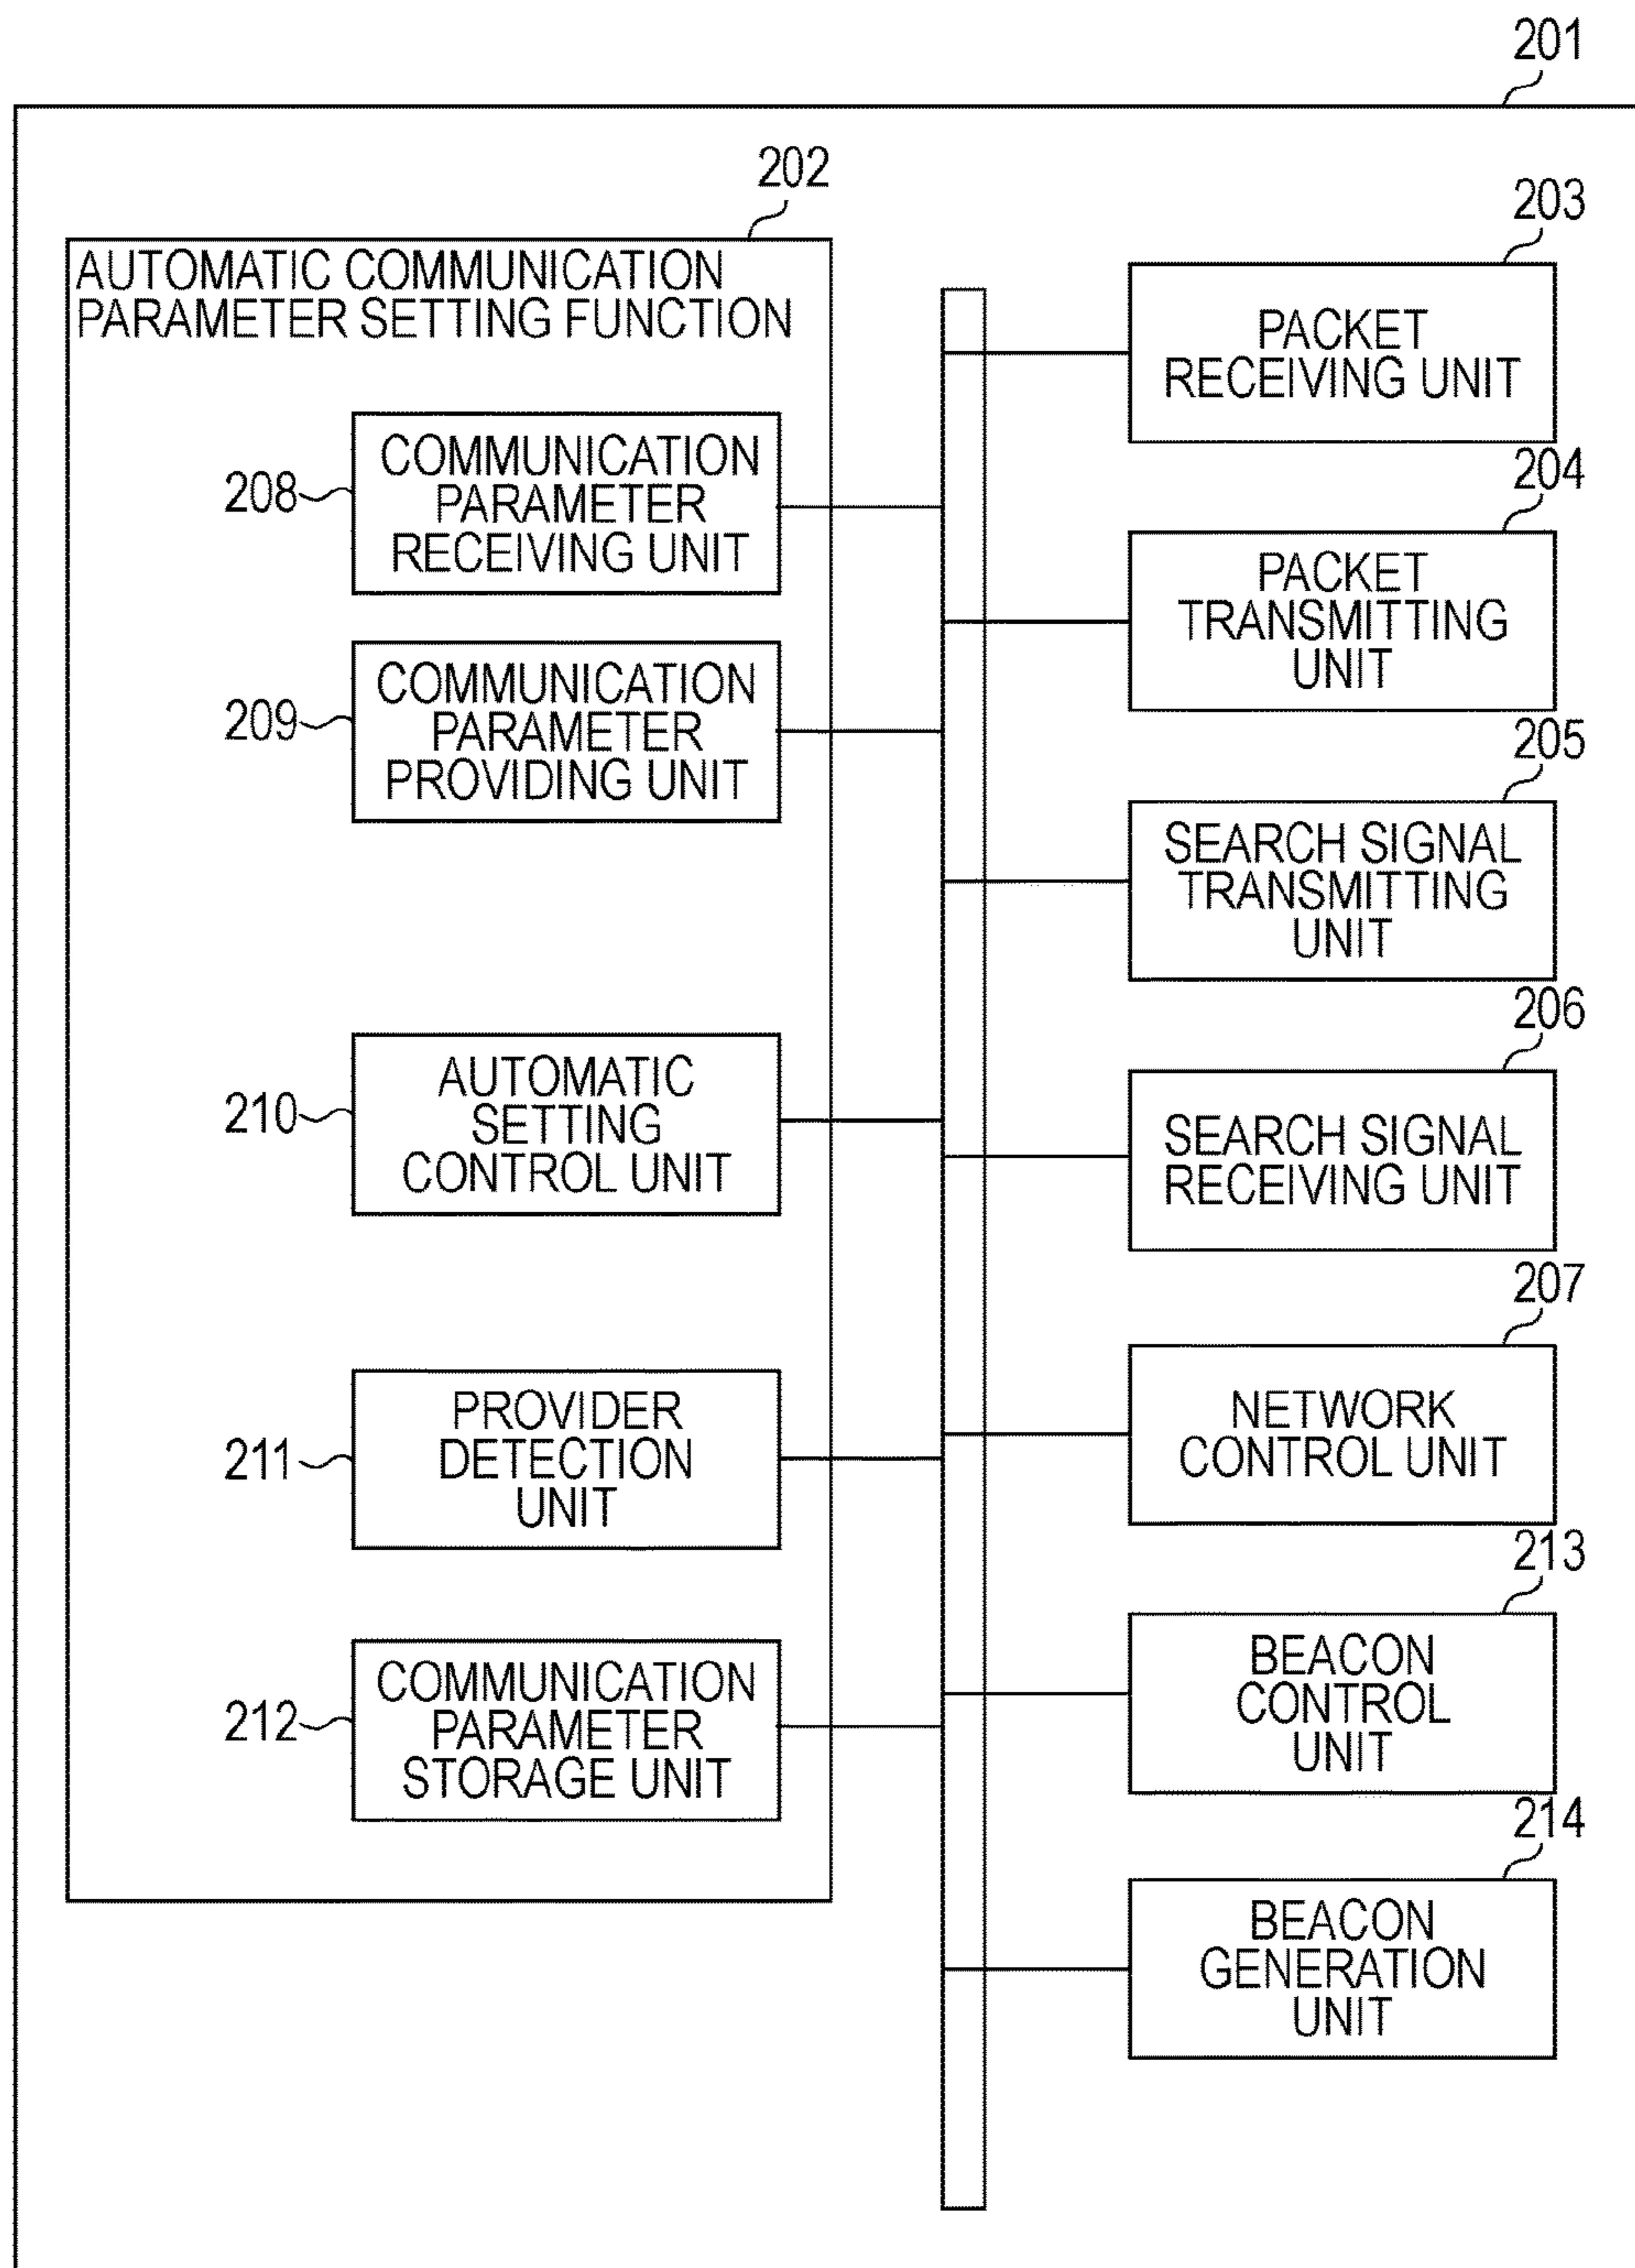 201
202
AUTOMATIC COMMUNICATION
PARAMETER SETTING FUNCTION
208
COMMUNICATION
PARAMETER
RECEIVING UNIT
209
COMMUNICATION
PARAMETER
PROVIDING UNIT
210
AUTOMATIC
SETTING
CONTROL UNIT
211
PROVIDER
DETECTION
UNIT
212
COMMUNICATION
PARAMETER
STORAGE UNIT
203
PACKET
RECEIVING UNIT
204
PACKET
TRANSMITTING
UNIT
205
SEARCH SIGNAL
TRANSMITTING
UNIT
206
SEARCH SIGNAL
RECEIVING UNIT
207
NETWORK
CONTROL UNIT
213
BEACON
CONTROL
UNIT
214
BEACON
GENERATION
UNIT